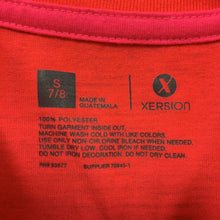 S
7/8
MADE IN
GUATEMALA
X
XERSION
100% POLYESTER
TURN GARMENT INSIDE OUT.
MACHINE WASH COLD WITH LIKE COLORS.
USE ONLY NON-CHLORINE BLEACH WHEN NEEDED.
TUMBLE DRY LOW. COOL IRON IF NEEDED.
DO NOT IRON DECORATION. DO NOT DRY CLEAN.
SUPPLIER